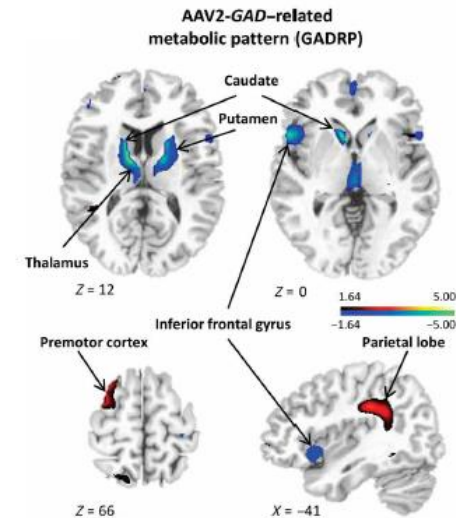 AAV2-GAD–related
metabolic pattern (GADRP)
Caudate
Putamen
Thalamus
Z = 12
Z = 0
1.64 5.00
−1.64 −5.00
Inferior frontal gyrus
Premotor cortex
Parietal lobe
Z = 66
X = −41